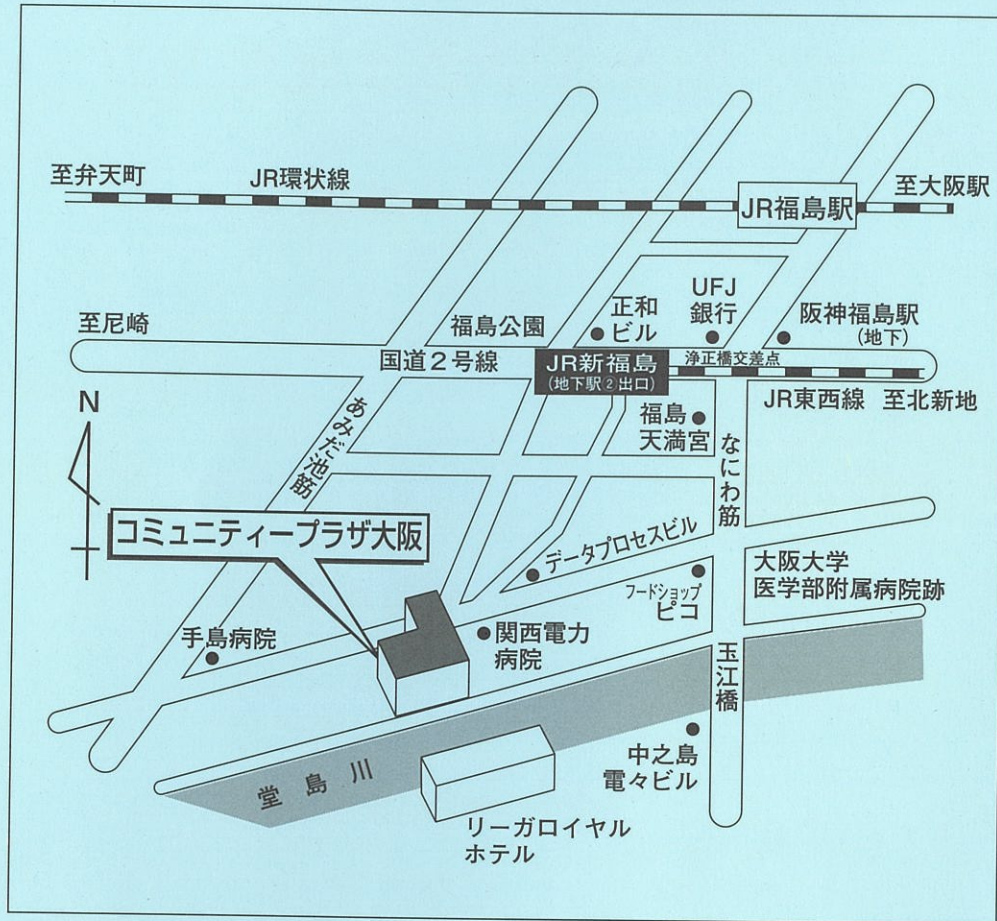 至弁天町
JR環状線
JR福島駅
至大阪駅
至尼崎
福島公園
正和
ビル
UFJ
銀行
阪神福島駅
(地下)
国道2号線
JR新福島
(地下駅②出口)
浄正橋交差点
JR東西線 至北新地
N
あみだ池筋
福島
天満宮
なにわ筋
コミュニティープラザ大阪
データプロセスビル
フードショップ
ピコ
大阪大学
医学部附属病院跡
手島病院
関西電力
病院
玉江橋
中之島
電々ビル
堂島川
リーガロイヤル
ホテル